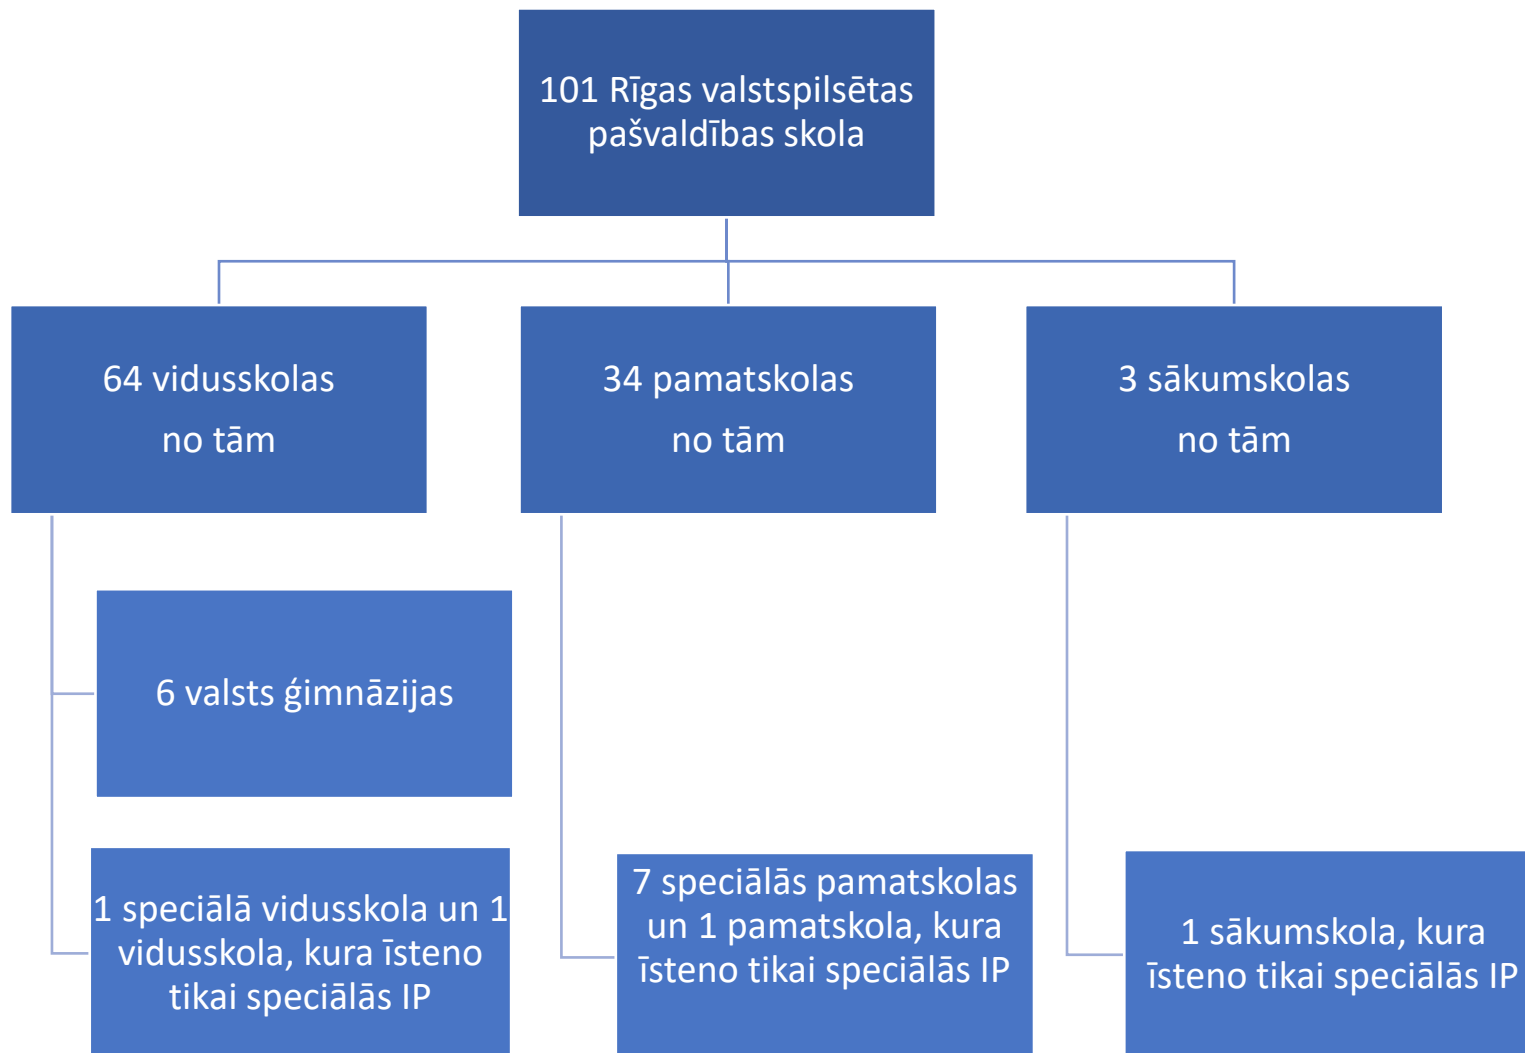 101 Rīgas valstspilsētas
pašvaldības skola
64 vidusskolas
no tām
34 pamatskolas
no tām
3 sākumskolas
no tām
6 valsts ģimnāzijas
1 speciālā vidusskola un 1
vidusskola, kura īsteno
tikai speciālās IP
7 speciālās pamatskolas
un 1 pamatskola, kura
īsteno tikai speciālās IP
1 sākumskola, kura
īsteno tikai speciālās IP